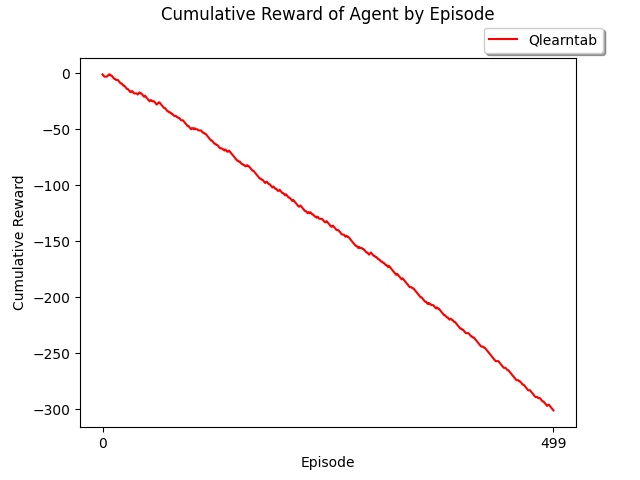 Cumulative Reward of Agent by Episode
Qlearntab
0
−50
−100
−150
−200
−250
−300
Cumulative Reward
0
499
Episode